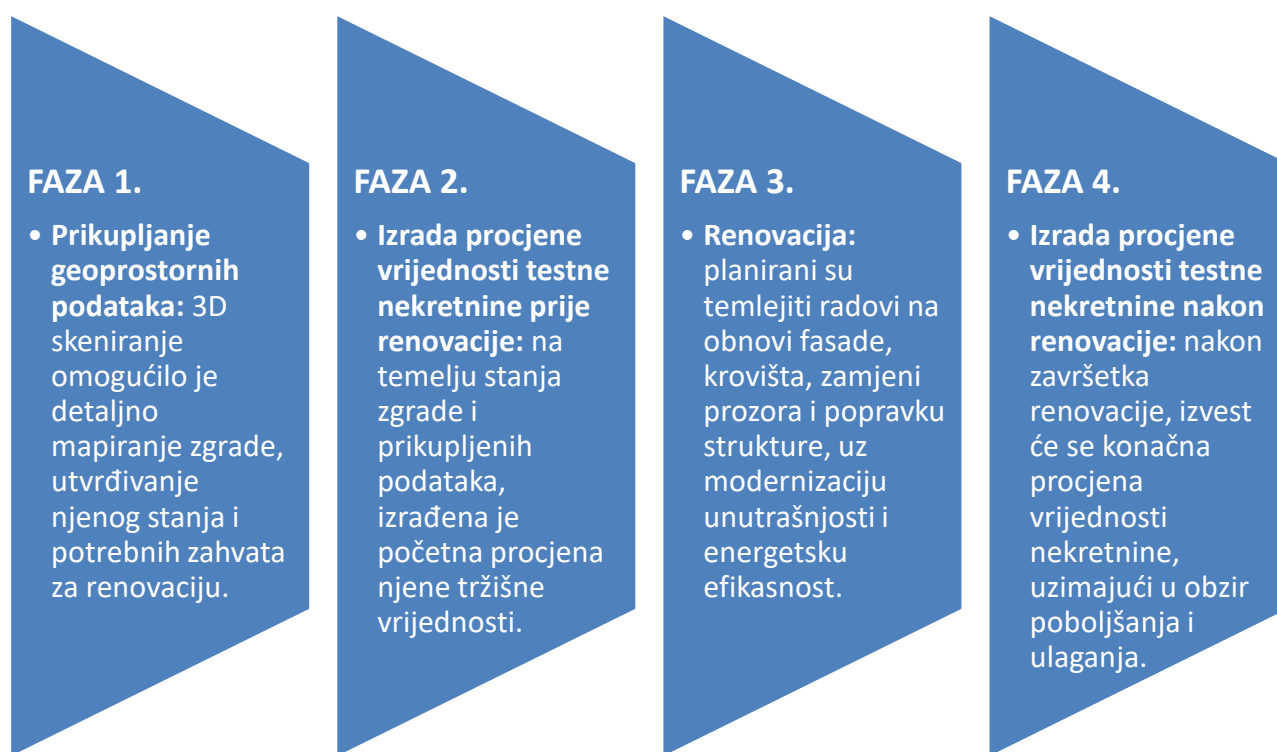 FAZA 1.
• Prikupljanje
geoprostornih
podataka: 3D
skeniranje
omogućilo je
detaljno
mapiranje zgrade,
utvrđivanje
njenog stanja i
potrebnih zahvata
za renovaciju.
FAZA 2.
• Izrada procjene
vrijednosti testne
nekretnine prije
renovacije: na
temelju stanja
zgrade i
prikupljenih
podataka,
izrađena je
početna procjena
njene tržišne
vrijednosti.
FAZA 3.
• Renovacija:
planirani su
temlejiti radovi na
obnovi fasade,
krovišta, zamjeni
prozora i popravku
strukture, uz
modernizaciju
unutrašnjosti i
energetsku
efikasnost.
FAZA 4.
• Izrada procjene
vrijednosti testne
nekretnine nakon
renovacije: nakon
završetka
renovacije, izvest
će se konačna
procjena
vrijednosti
nekretnine,
uzimajući u obzir
poboljšanja i
ulaganja.